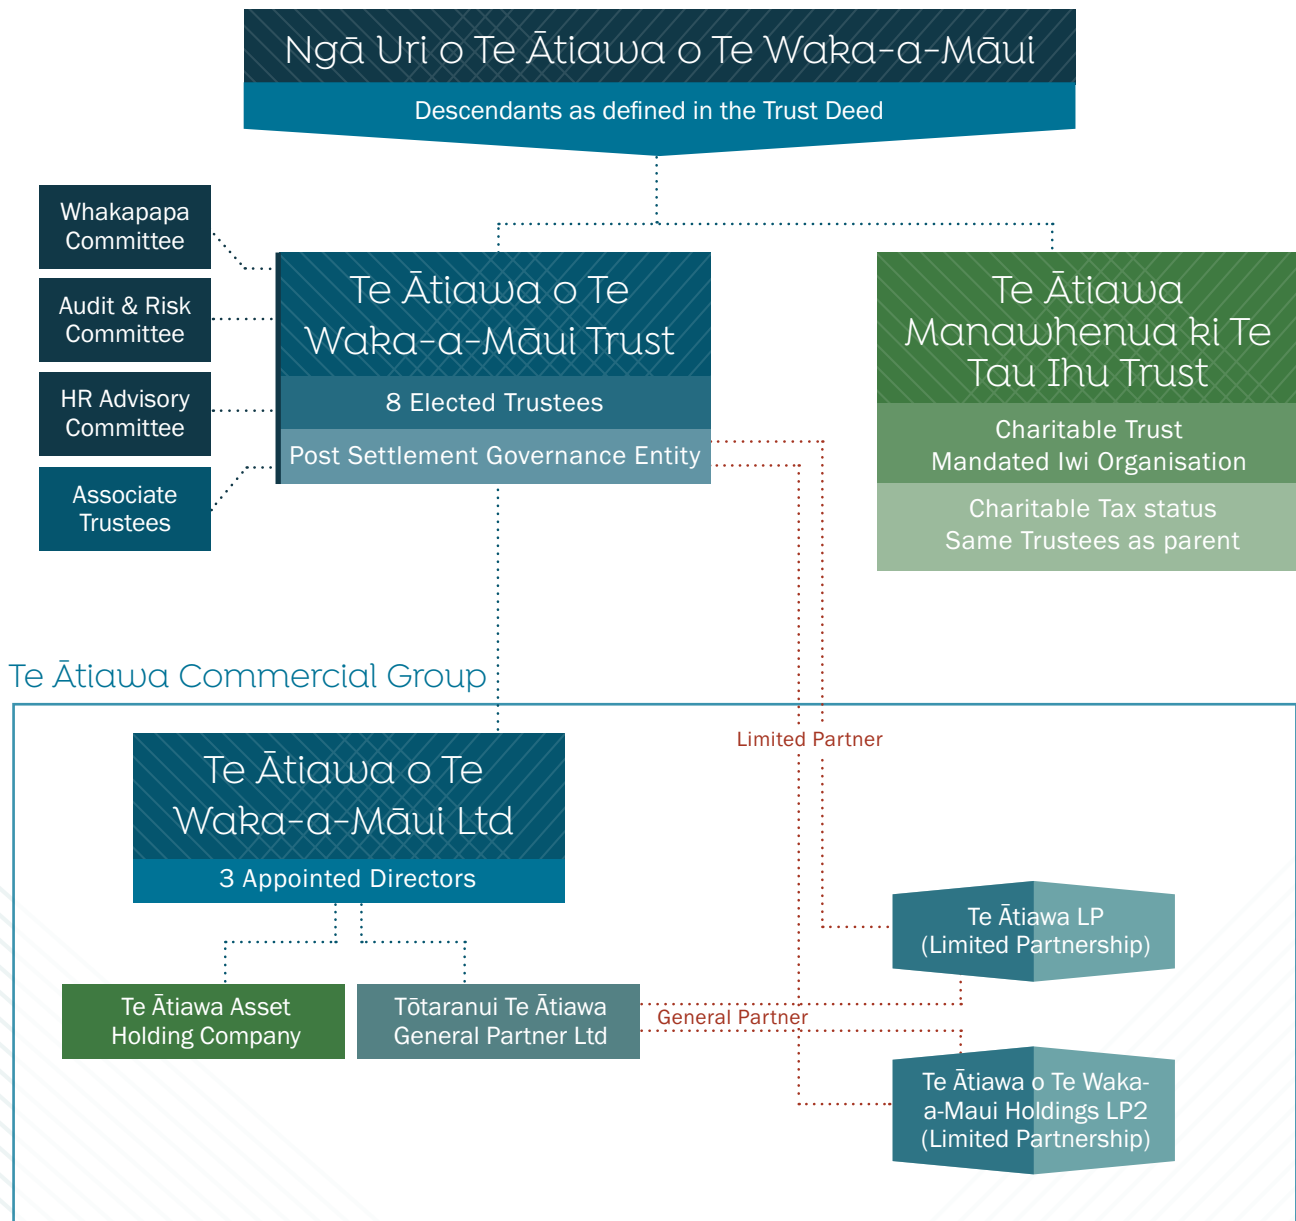 Ngā Uri o Te Ātiawa o Te Waka-a-Māui
Descendants as defined in the Trust Deed
Whakapapa
Committee
Audit & Risk
Committee
HR Advisory
Committee
Associate
Trustees
Te Ātiawa o Te
Waka-a-Māui Trust
8 Elected Trustees
Post Settlement Governance Entity
Te Ātiawa
Manawhenua ki Te
Tau Ihu Trust
Charitable Trust
Mandated Iwi Organisation
Charitable Tax status
Same Trustees as parent
Te Ātiawa Commercial Group
Limited Partner
Te Ātiawa o Te
Waka-a-Māui Ltd
3 Appointed Directors
Te Ātiawa Asset
Holding Company
Tōtaranui Te Ātiawa
General Partner Ltd
General Partner
Te Ātiawa LP
(Limited Partnership)
Te Ātiawa o Te Waka-
a-Maui Holdings LP2
(Limited Partnership)